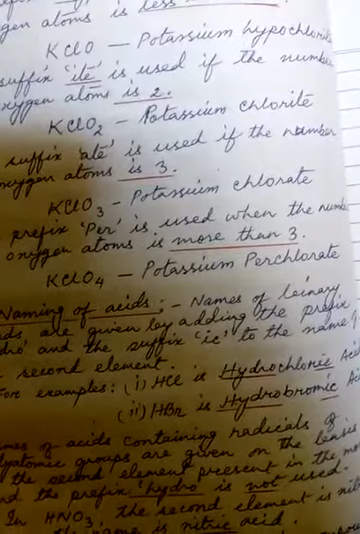 gen atoms is less
KClO — Potassium hypochlorite
suffix 'ite' is used if the number
oxygen atoms is 2.
KClO2 — Potassium chlorite
suffix 'ate' is used if the number
oxygen atoms is 3.
KClO3 — Potassium chlorate
prefix 'Per' is used when the numbe
oxygen atoms is more than 3.
KClO4 — Potassium Perchlorate
Naming of acids: — Names of binary
ds are given by adding the prefix
dro' and the suffix 'ic' to the name
second element.
For examples: (i) HCl is Hydrochloric Aci
(ii) HBr is Hydrobromic Ac
mes of acids containing radicals of
lyatomic groups are given on the basis
the second element present in the mo
nd the prefix 'hydro' is not used.
In HNO3, the second element is nit
the name is nitric acid.